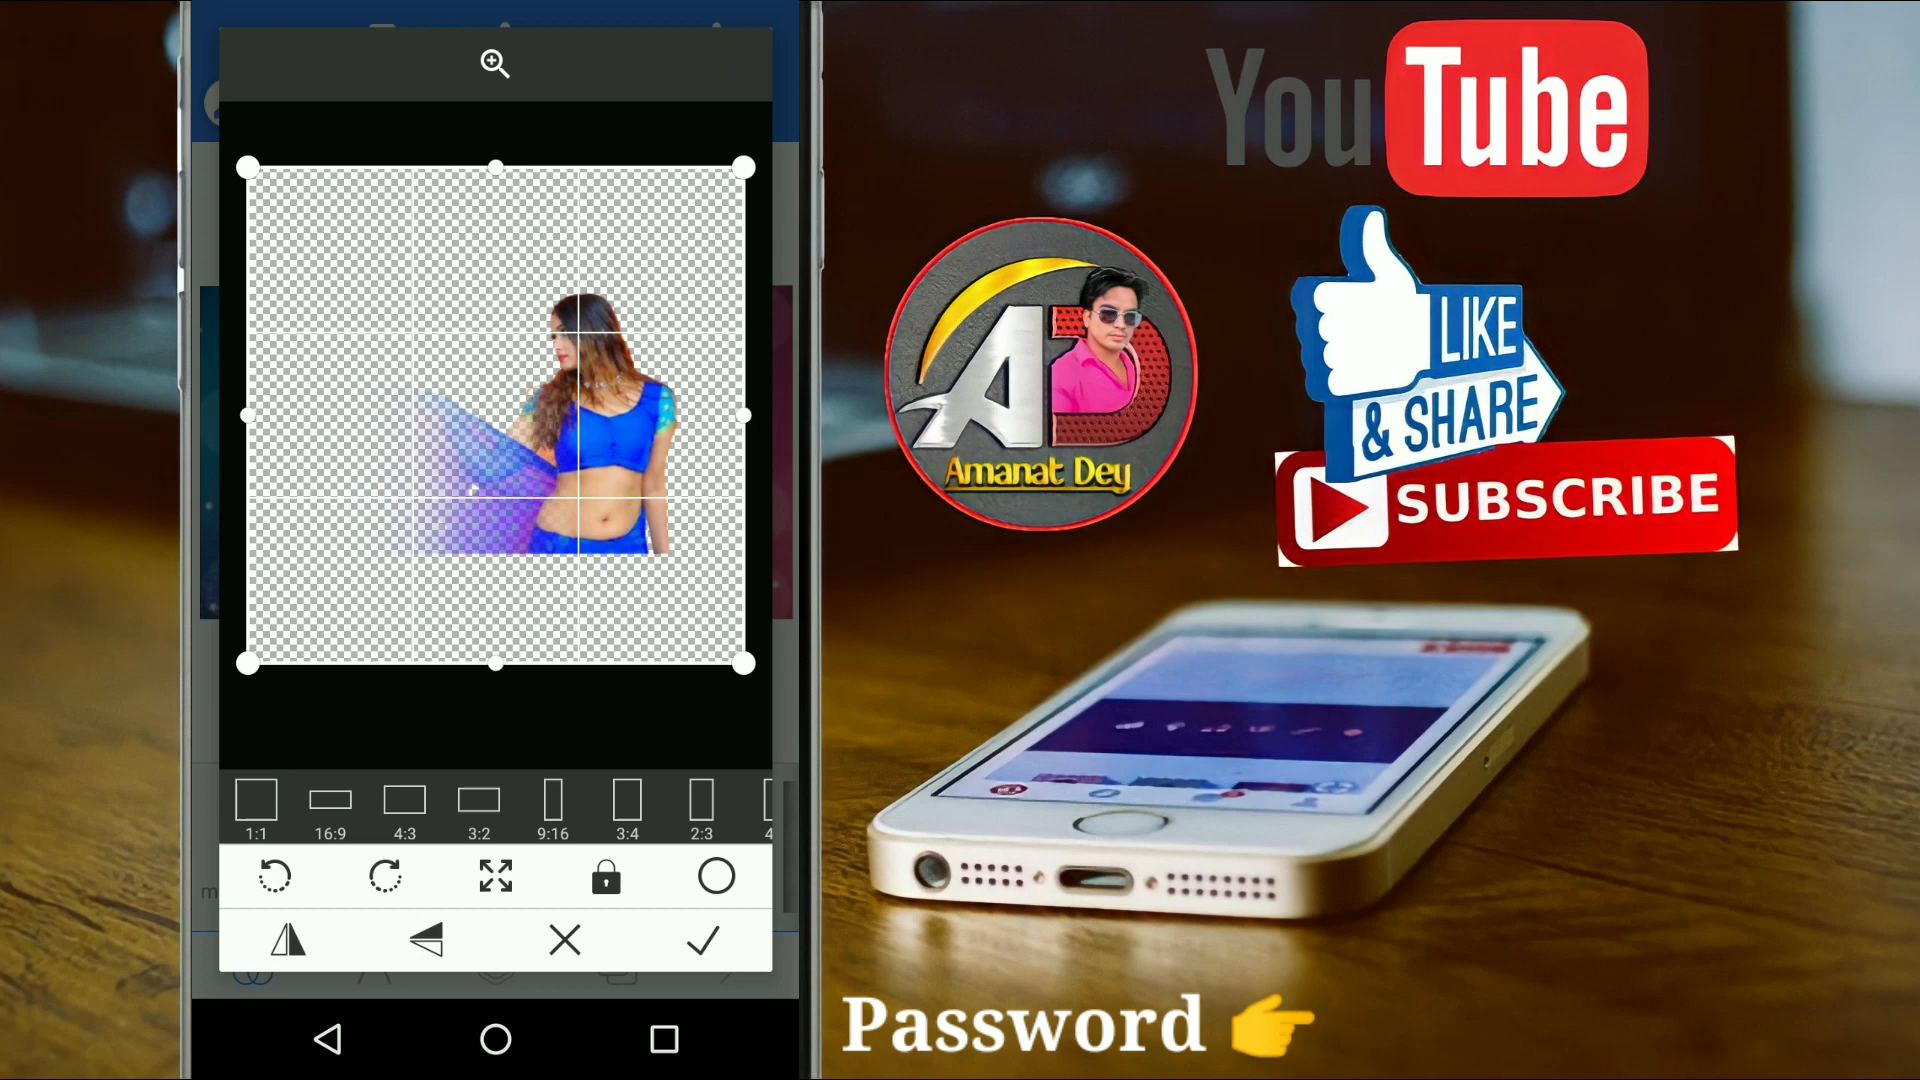 YouTube
LIKE
& SHARE
Amanat Dey
SUBSCRIBE
1:1 16:9 4:3 3:2 9:16 3:4 2:3
Password 👉